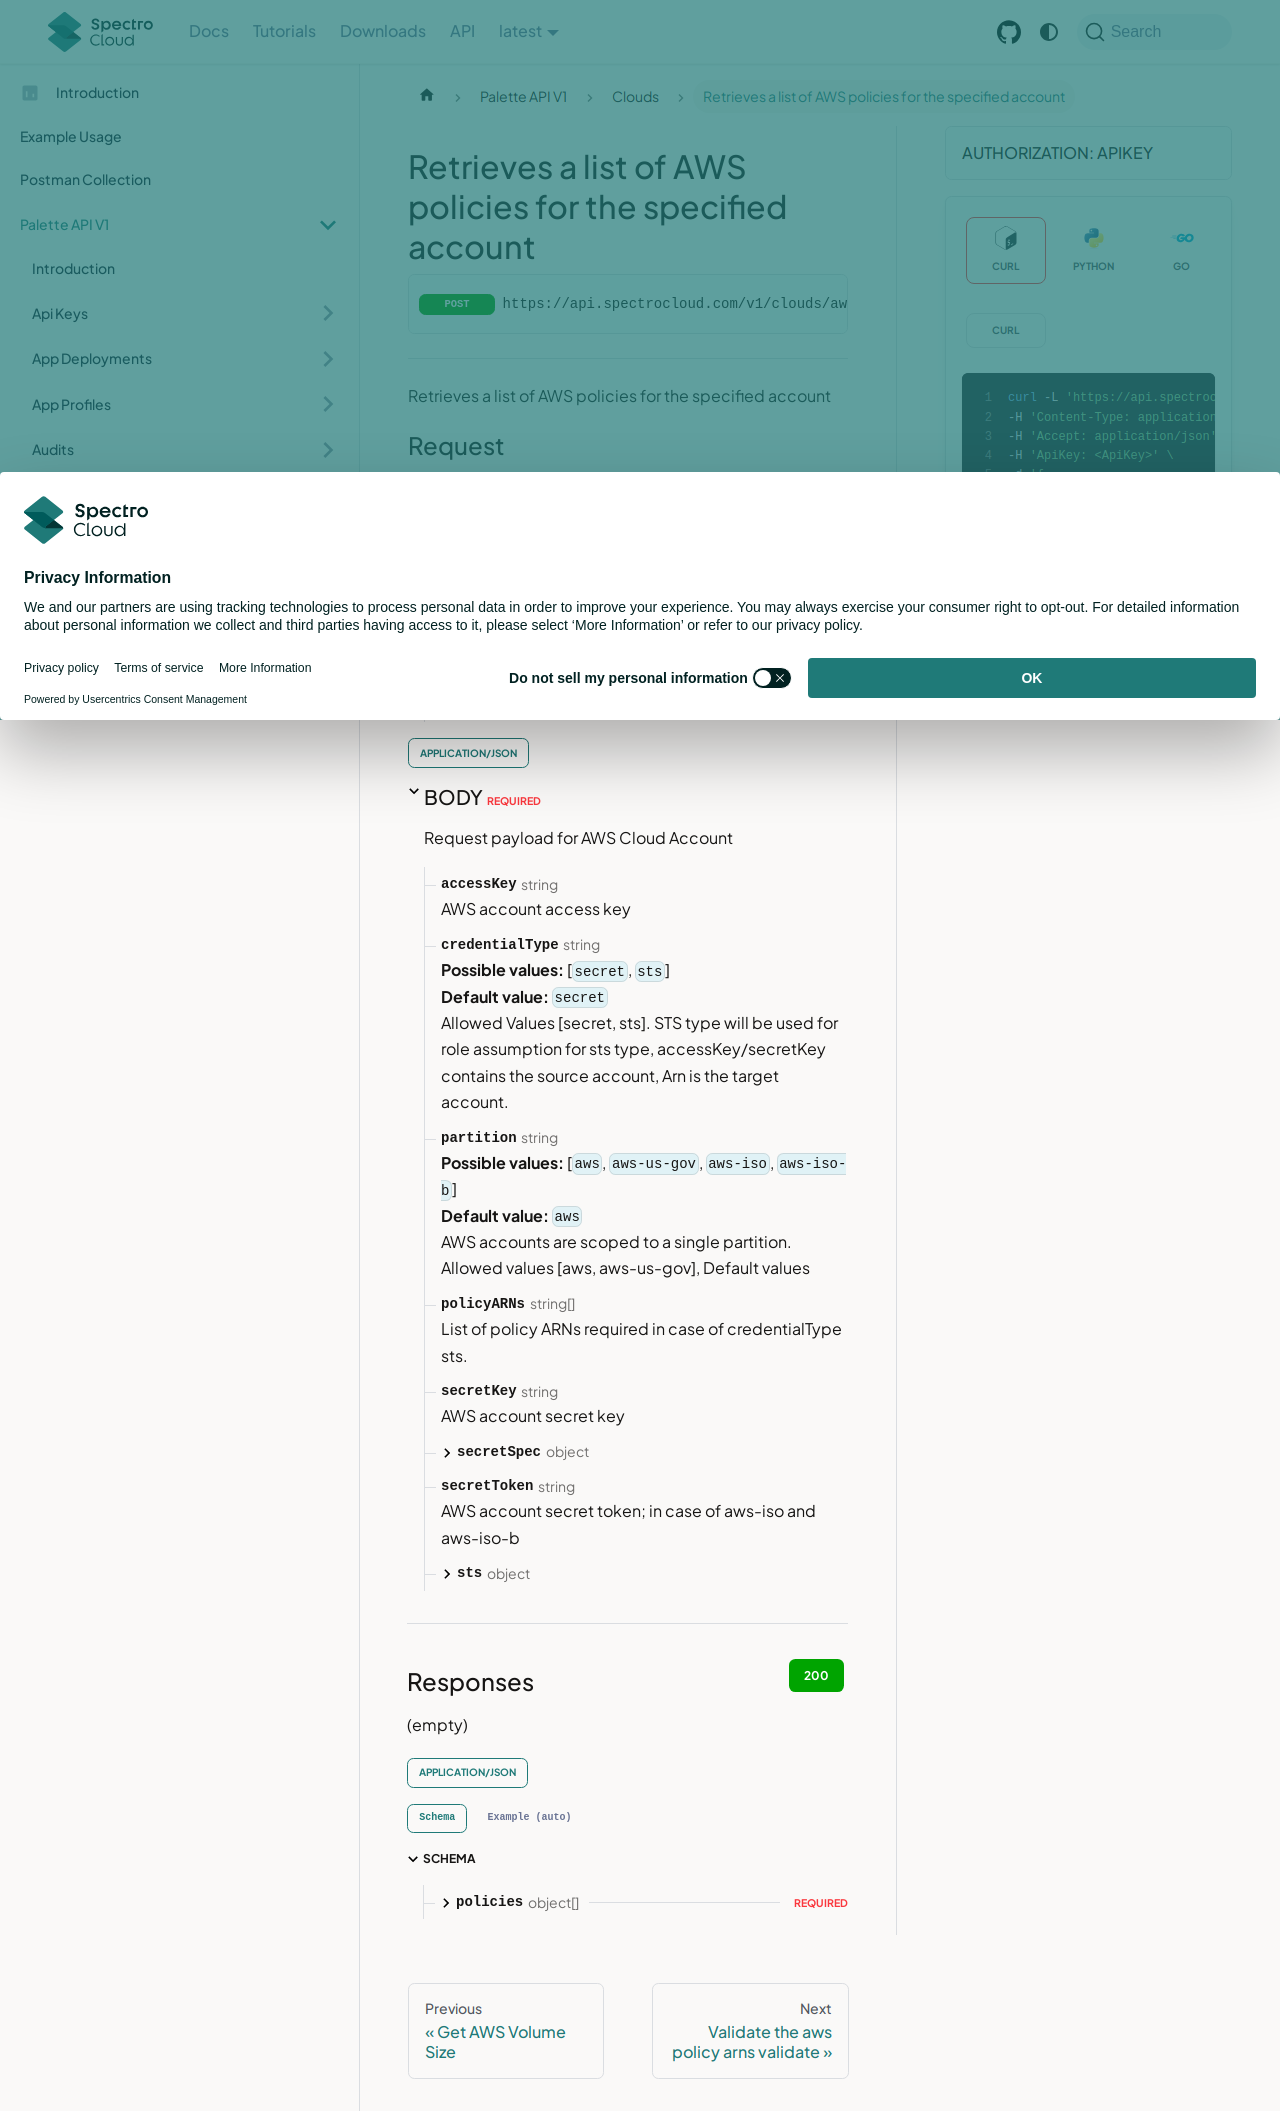 Spectro
Cloud
Docs
Tutorials
Downloads
API
latest
Search
Introduction
Example Usage
Postman Collection
Palette API V1
Introduction
Api Keys
App Deployments
App Profiles
Audits
Palette API V1
Clouds
Retrieves a list of AWS policies for the specified account
Retrieves a list of AWS
policies for the specified
account
POST
https://api.spectrocloud.com/v1/clouds/aw
Retrieves a list of AWS policies for the specified account
Request
AUTHORIZATION: APIKEY
CURL
PYTHON
GO
CURL
1 curl -L 'https://api.spectroc
2 -H 'Content-Type: application
3 -H 'Accept: application/json'
4 -H 'ApiKey: <ApiKey>' \
Spectro
Cloud
Privacy Information
We and our partners are using tracking technologies to process personal data in order to improve your experience. You may always exercise your consumer right to opt-out. For detailed information
about personal information we collect and third parties having access to it, please select ‘More Information’ or refer to our privacy policy.
Privacy policy
Terms of service
More Information
Powered by Usercentrics Consent Management
Do not sell my personal information
OK
APPLICATION/JSON
BODY REQUIRED
Request payload for AWS Cloud Account
accessKey string
AWS account access key
credentialType string
Possible values: [secret, sts]
Default value: secret
Allowed Values [secret, sts]. STS type will be used for
role assumption for sts type, accessKey/secretKey
contains the source account, Arn is the target
account.
partition string
Possible values: [aws, aws-us-gov, aws-iso, aws-iso-
b]
Default value: aws
AWS accounts are scoped to a single partition.
Allowed values [aws, aws-us-gov], Default values
policyARNs string[]
List of policy ARNs required in case of credentialType
sts.
secretKey string
AWS account secret key
secretSpec object
secretToken string
AWS account secret token; in case of aws-iso and
aws-iso-b
sts object
Responses
200
(empty)
APPLICATION/JSON
Schema
Example (auto)
SCHEMA
policies object[]
REQUIRED
Previous
« Get AWS Volume
Size
Next
Validate the aws
policy arns validate »